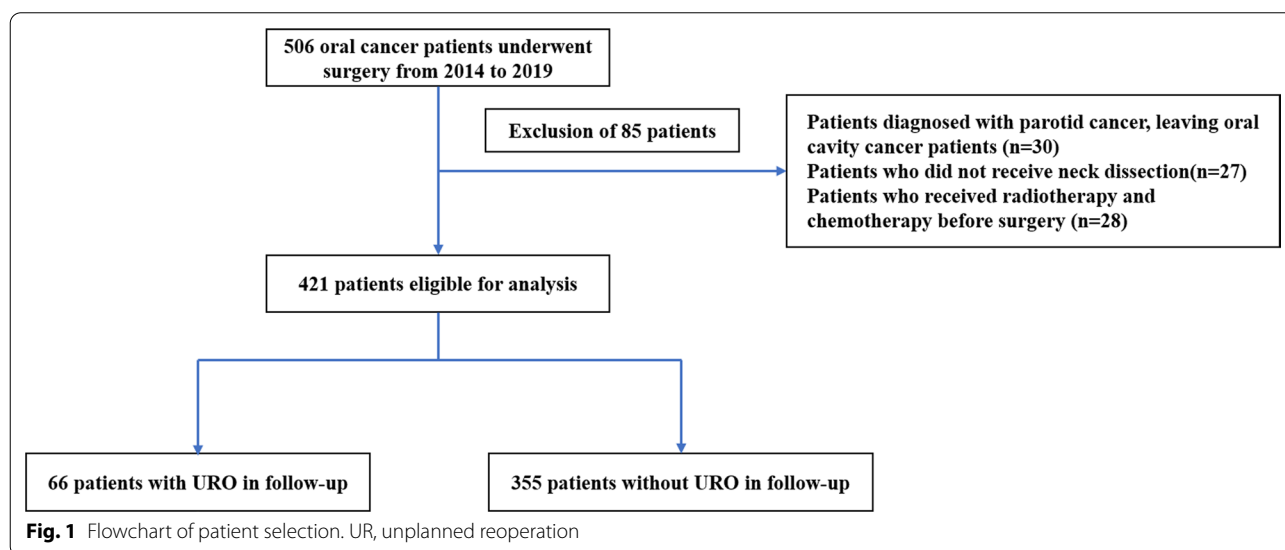 506 oral cancer patients underwent
surgery from 2014 to 2019
Exclusion of 85 patients
Patients diagnosed with parotid cancer, leaving oral
cavity cancer patients (n=30)
Patients who did not receive neck dissection(n=27)
Patients who received radiotherapy and
chemotherapy before surgery (n=28)
421 patients eligible for analysis
66 patients with URO in follow-up
355 patients without URO in follow-up
Fig. 1 Flowchart of patient selection. UR, unplanned reoperation